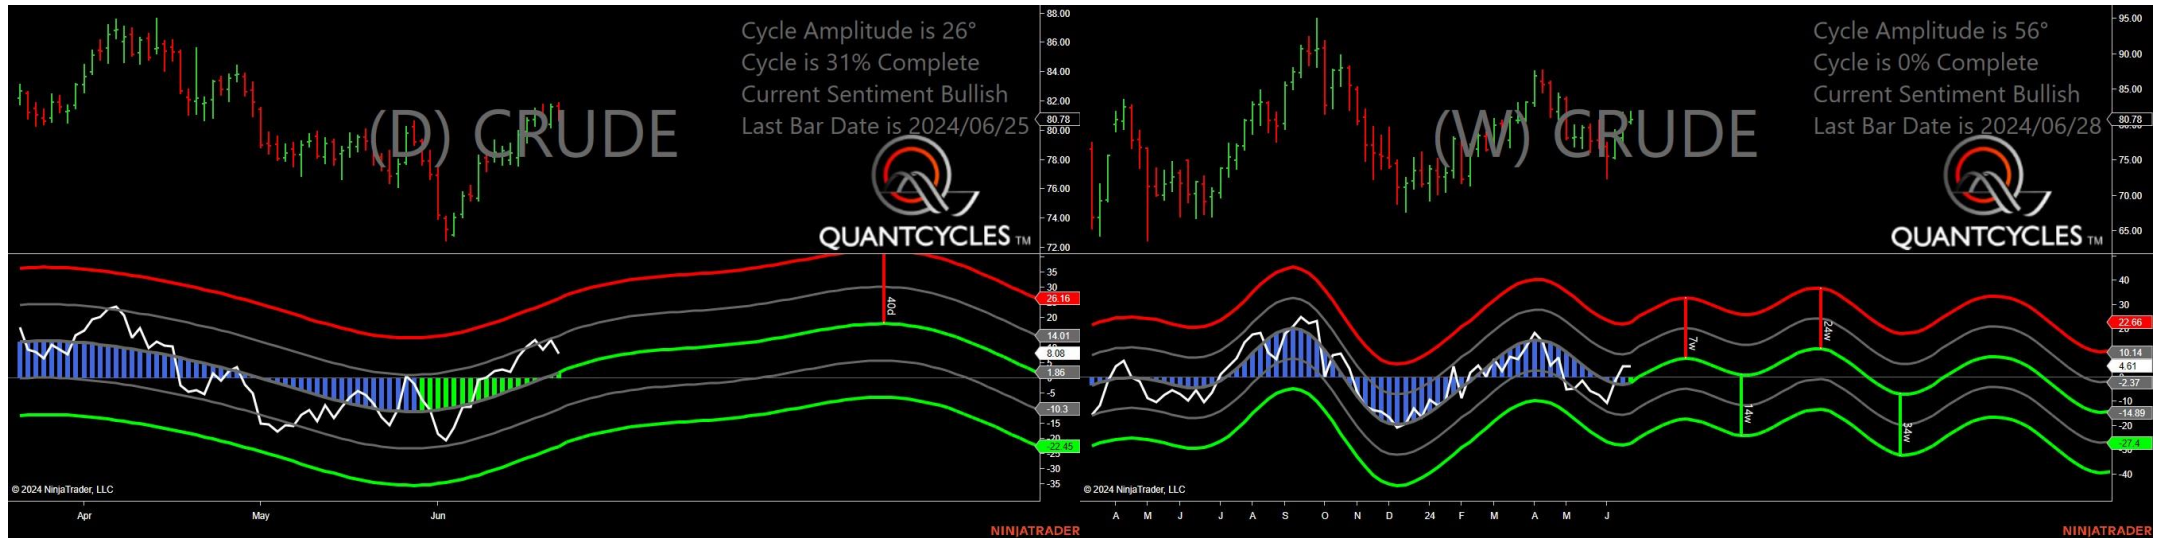 Cycle Amplitude is 26°
Cycle is 31% Complete
Current Sentiment Bullish
Last Bar Date is 2024/06/25
(D) CRUDE
QUANTCYCLES TM
88.00
86.00
84.00
82.00
80.78
80.00
78.00
76.00
74.00
72.00
35
30
26.16
20
14.01
8.08
1.86
-5
-10.3
-15
-22.45
-25
-30
-35
40d
© 2024 NinjaTrader, LLC
Apr May Jun
NINJATRADER
Cycle Amplitude is 56°
Cycle is 0% Complete
Current Sentiment Bullish
Last Bar Date is 2024/06/28
(W) CRUDE
QUANTCYCLES TM
95.00
90.00
85.00
80.78
75.00
70.00
65.00
40
30
22.66
10.14
4.61
-2.37
-10
-14.89
-20
-27.4
-40
7w
14w
24w
34w
© 2024 NinjaTrader, LLC
A M J J A S O N D 24 F M A M J
NINJATRADER